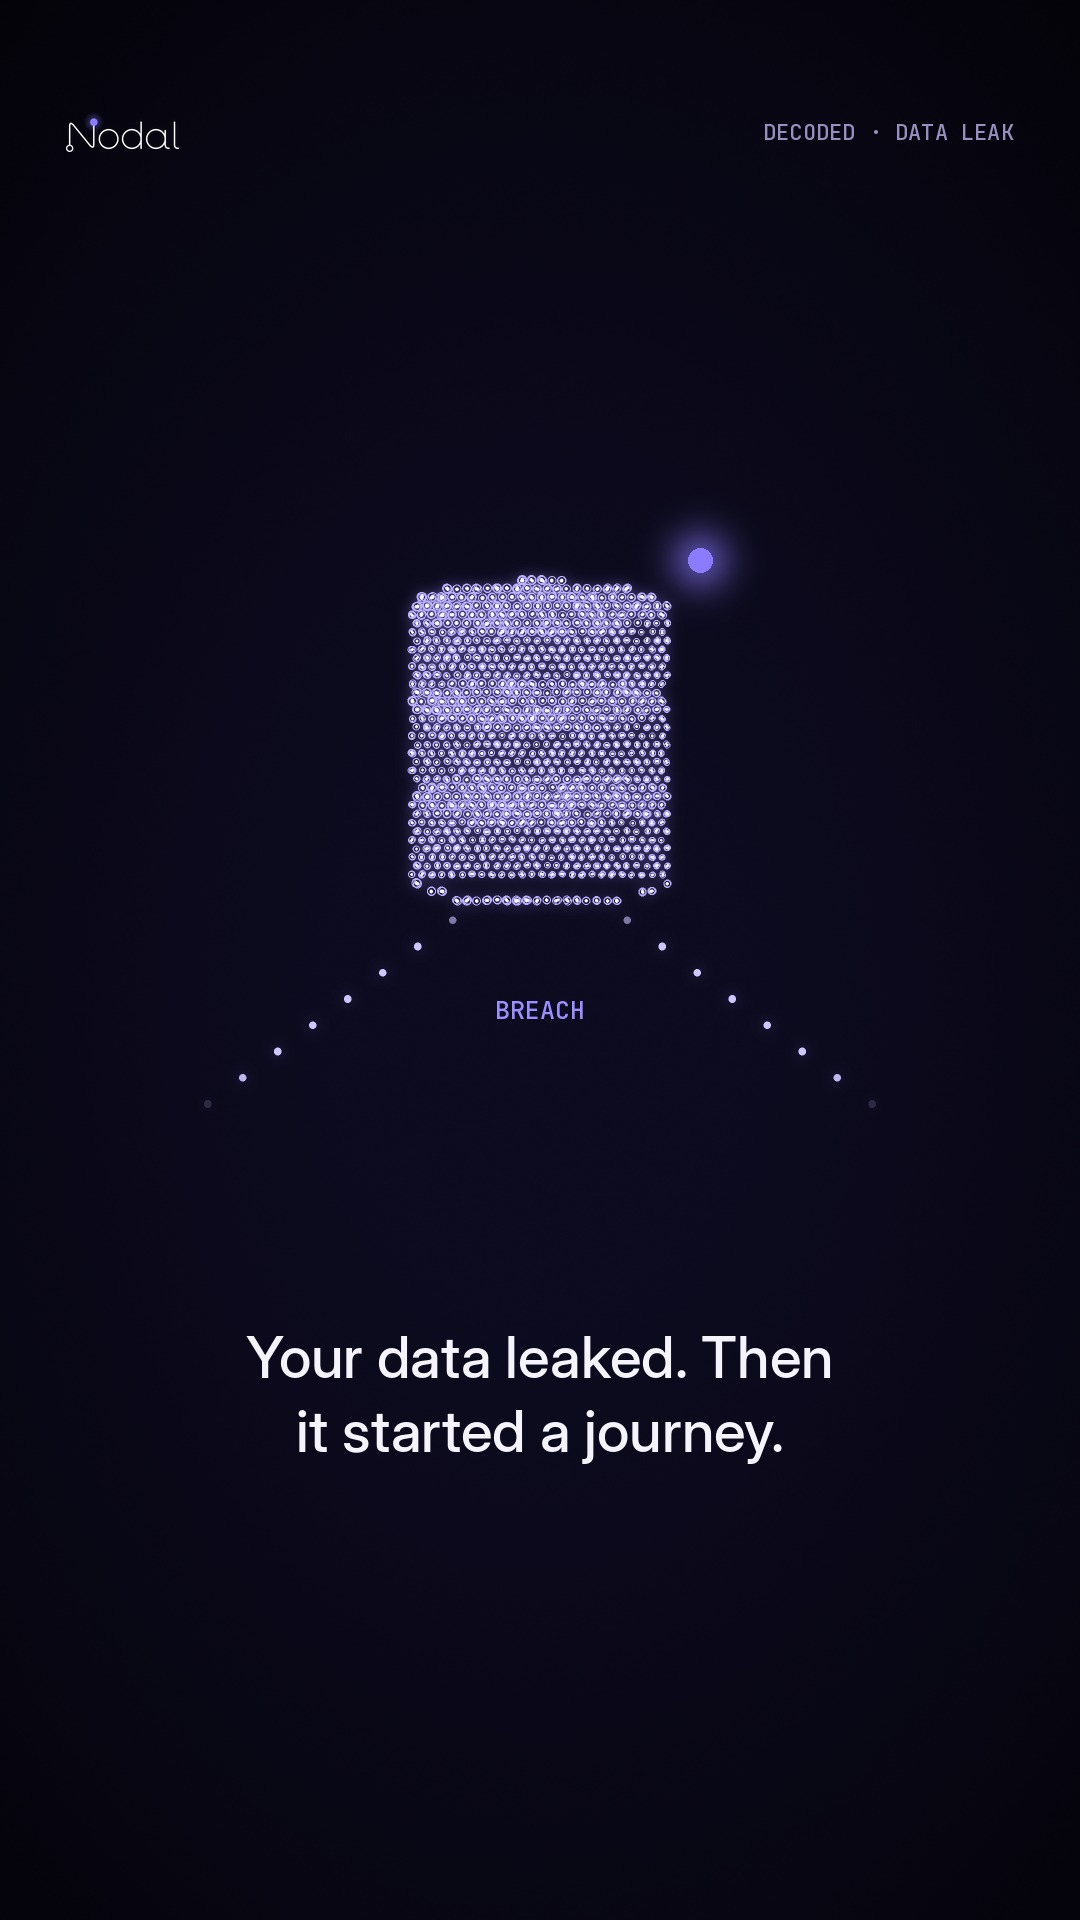 Nodal
DECODED · DATA LEAK
BREACH
Your data leaked. Then
it started a journey.